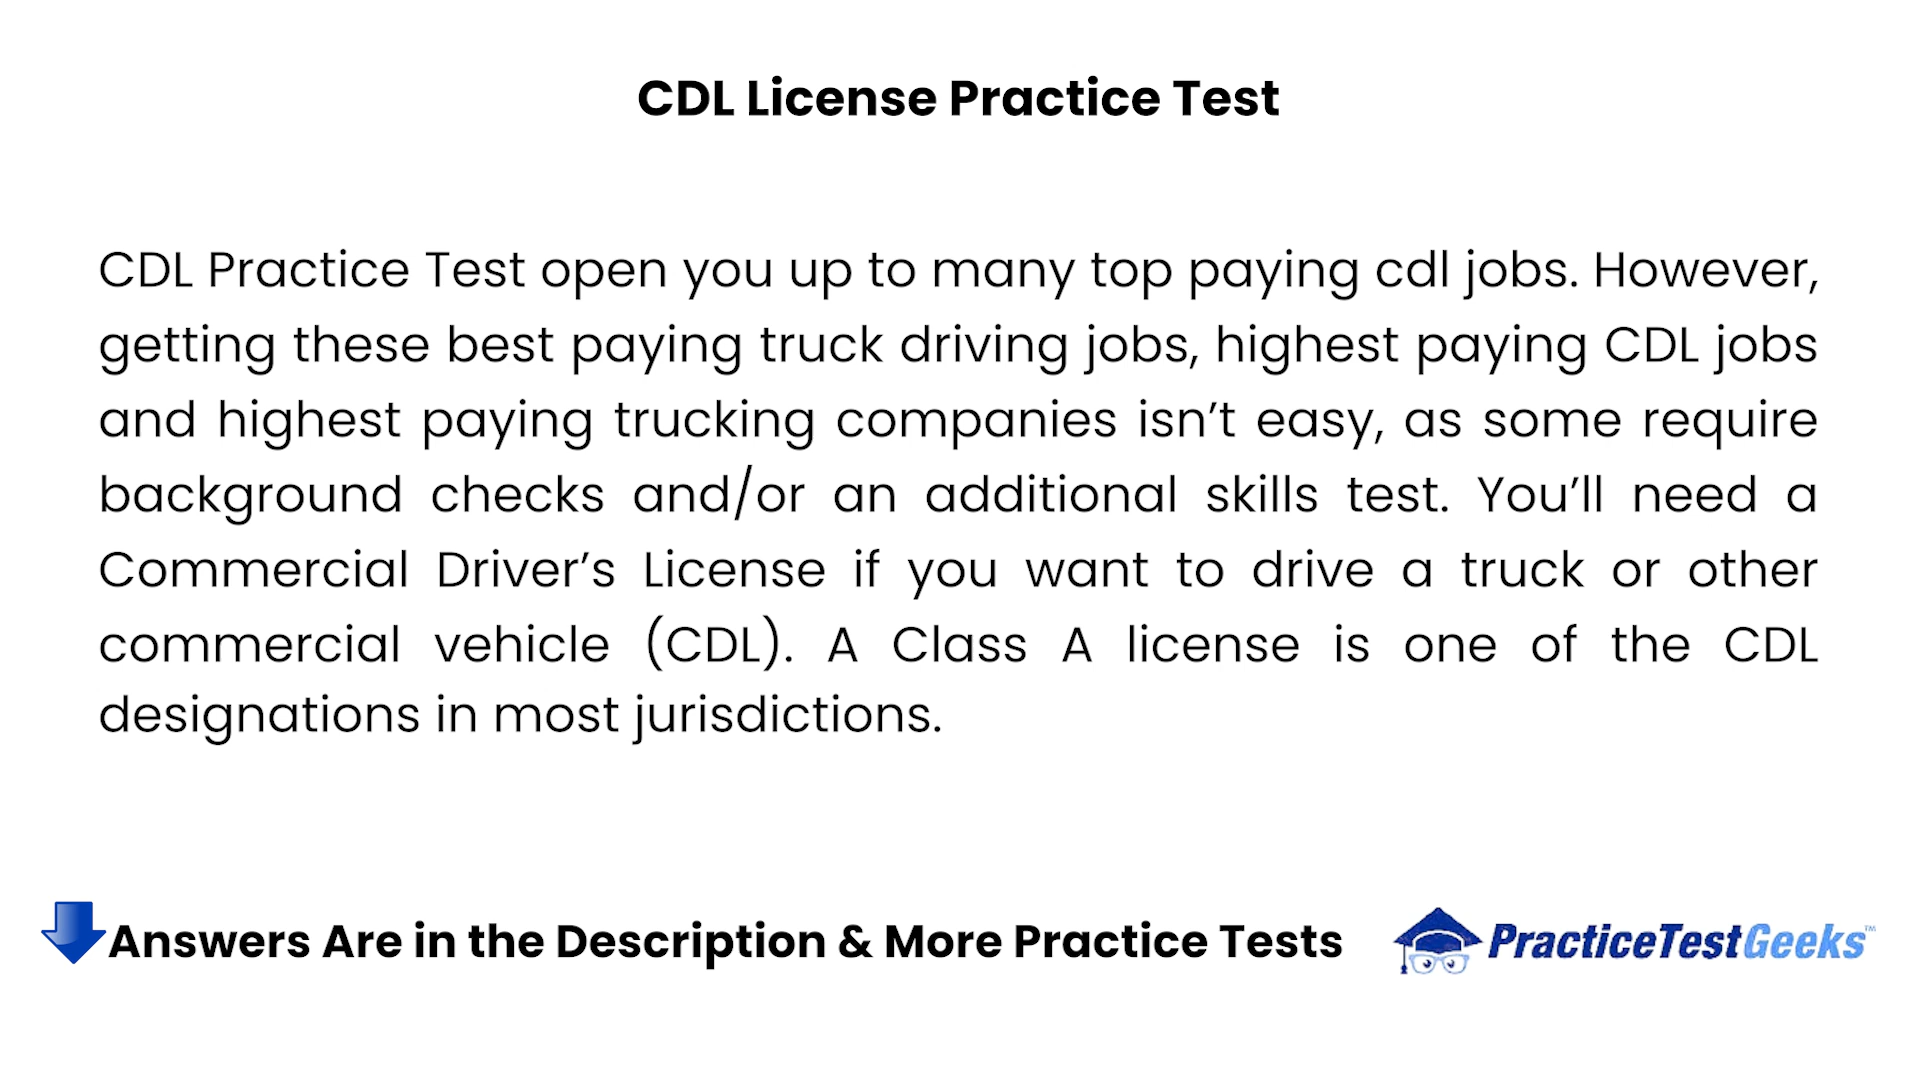 CDL License Practice Test
CDL Practice Test open you up to many top paying cdl jobs. However,
getting these best paying truck driving jobs, highest paying CDL jobs
and highest paying trucking companies isn’t easy, as some require
background checks and/or an additional skills test. You’ll need a
Commercial Driver’s License if you want to drive a truck or other
commercial vehicle (CDL). A Class A license is one of the CDL
designations in most jurisdictions.
Answers Are in the Description & More Practice Tests
PracticeTestGeeks™